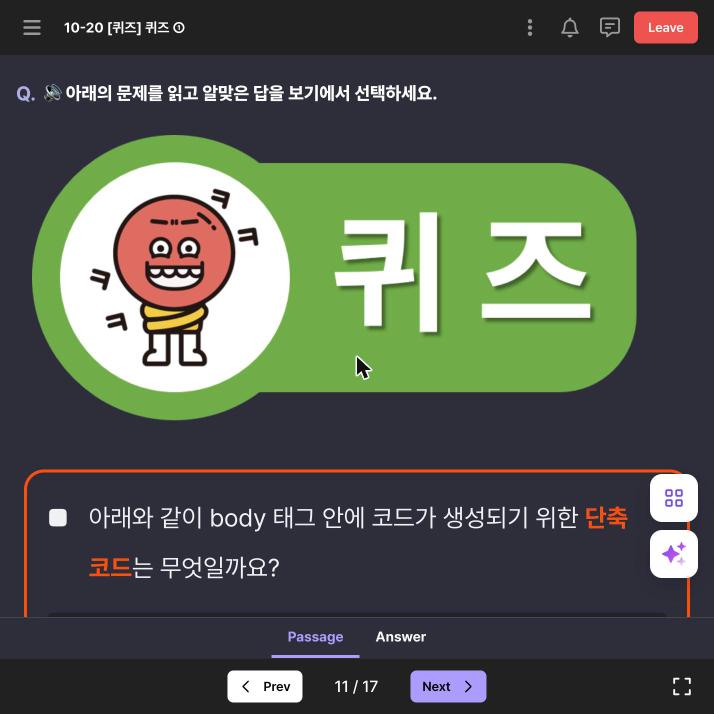 10-20 [퀴즈] 퀴즈 ①
Leave
Q. 🔊 아래의 문제를 읽고 알맞은 답을 보기에서 선택하세요.
ㅋ
ㅋ
ㅋ
ㅋ
퀴즈
아래와 같이 body 태그 안에 코드가 생성되기 위한 단축
코드는 무엇일까요?
Passage Answer
Prev 11 / 17 Next